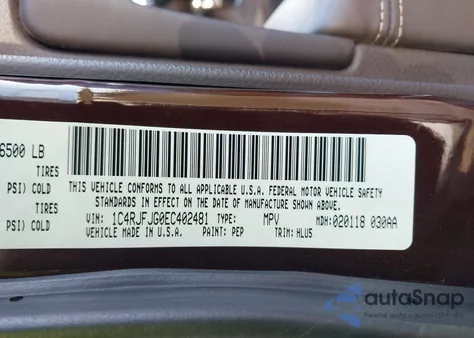 6500 LB
TIRES
PSI) COLD
TIRES
PSI) COLD
THIS VEHICLE CONFORMS TO ALL APPLICABLE U.S.A. FEDERAL MOTOR VEHICLE SAFETY
STANDARDS IN EFFECT ON THE DATE OF MANUFACTURE SHOWN ABOVE.
VIN: 1C4RJFJG0EC402481 TYPE: MPV MDH:020118 030AA
VEHICLE MADE IN U.S.A. PAINT: PEP TRIM: HLU5
autoSnap